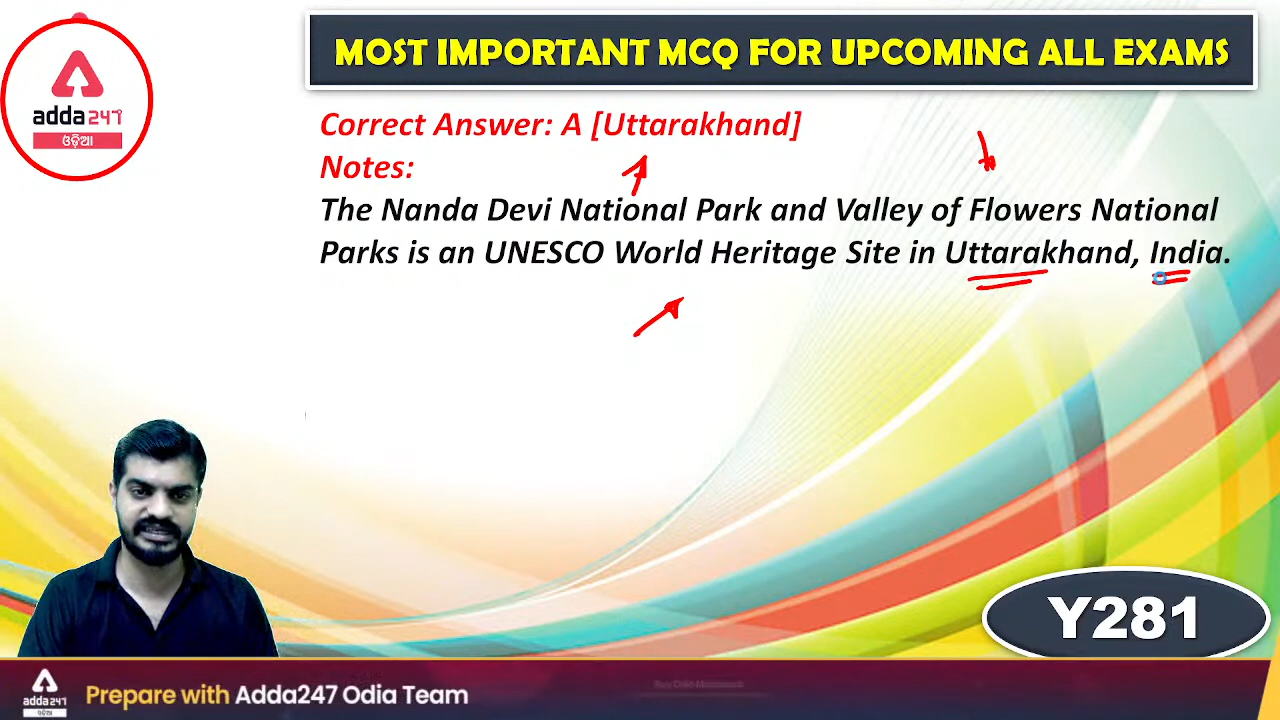 MOST IMPORTANT MCQ FOR UPCOMING ALL EXAMS
adda247
ଓଡ଼ିଆ
Correct Answer: A [Uttarakhand]
Notes:
The Nanda Devi National Park and Valley of Flowers National
Parks is an UNESCO World Heritage Site in Uttarakhand, India.
Y281
adda247
ଓଡ଼ିଆ
Prepare with Adda247 Odia Team